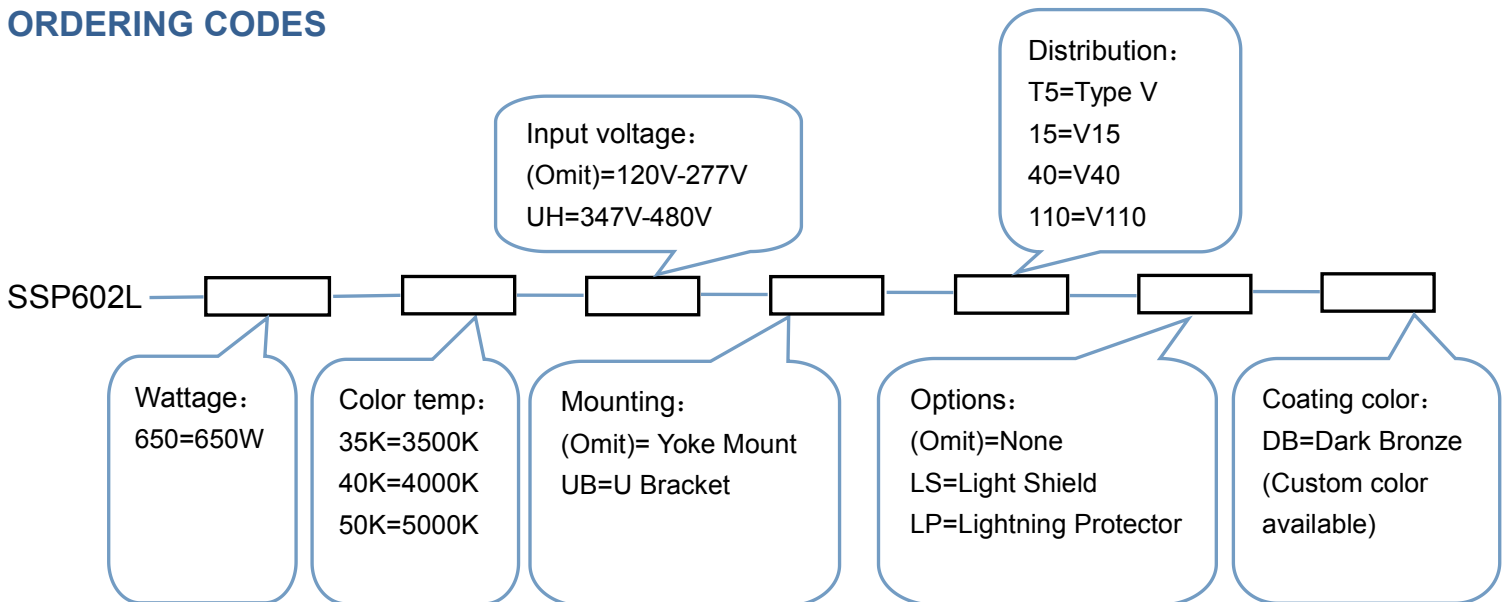 ORDERING CODES
Distribution：
T5=Type V
15=V15
40=V40
110=V110
Input voltage：
(Omit)=120V-277V
UH=347V-480V
SSP602L
Wattage：
650=650W
Color temp：
35K=3500K
40K=4000K
50K=5000K
Mounting：
(Omit)= Yoke Mount
UB=U Bracket
Options：
(Omit)=None
LS=Light Shield
LP=Lightning Protector
Coating color：
DB=Dark Bronze
(Custom color
available)